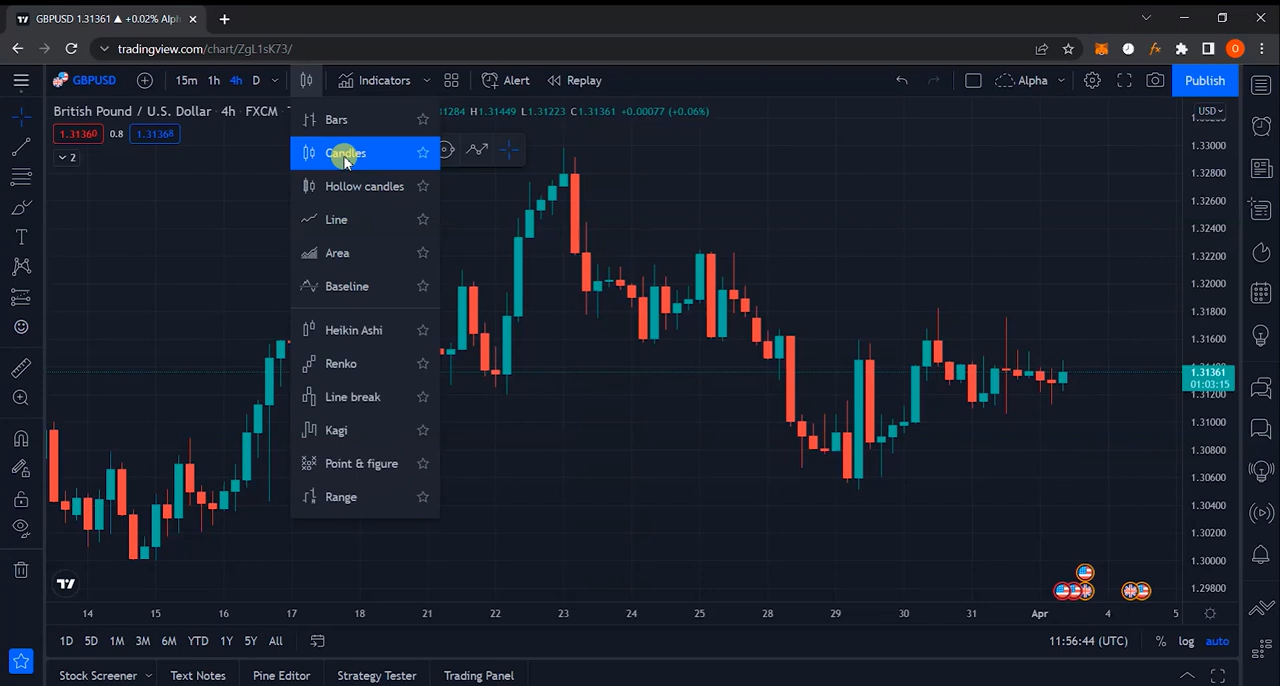 GBPUSD 1.31361 ▲ +0.02% Alph
tradingview.com/chart/ZgL1sK73/
GBPUSD 15m 1h 4h D Indicators Alert Replay Alpha Publish
British Pound / U.S. Dollar · 4h · FXCM
1284 H1.31449 L1.31223 C1.31361 +0.00077 (+0.06%)
USD
1.31360 0.8 1.31368
2
Bars
Candles
Hollow candles
Line
Area
Baseline
Heikin Ashi
Renko
Line break
Kagi
Point & figure
Range
1.33000
1.32800
1.32600
1.32400
1.32200
1.32000
1.31800
1.31600
1.31361
01:03:15
1.31200
1.31000
1.30800
1.30600
1.30400
1.30200
1.30000
1.29800
14 15 16 17 18 21 22 23 24 25 28 29 30 31 Apr 4 5
1D 5D 1M 3M 6M YTD 1Y 5Y All
11:56:44 (UTC) % log auto
Stock Screener Text Notes Pine Editor Strategy Tester Trading Panel